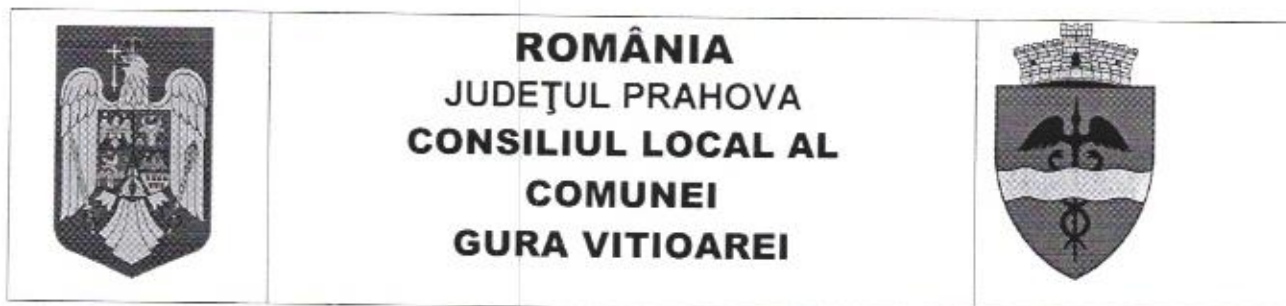 ROMÂNIA
JUDEŢUL PRAHOVA
CONSILIUL LOCAL AL
COMUNEI
GURA VITIOAREI